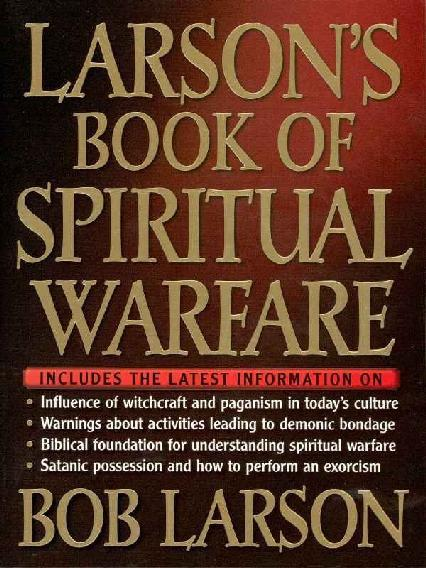 LARSON'S
BOOK OF
SPIRITUAL
WARFARE
INCLUDES THE LATEST INFORMATION ON
• Influence of witchcraft and paganism in today's culture
• Warnings about activities leading to demonic bondage
• Biblical foundation for understanding spiritual warfare
• Satanic possession and how to perform an exorcism
BOB LARSON